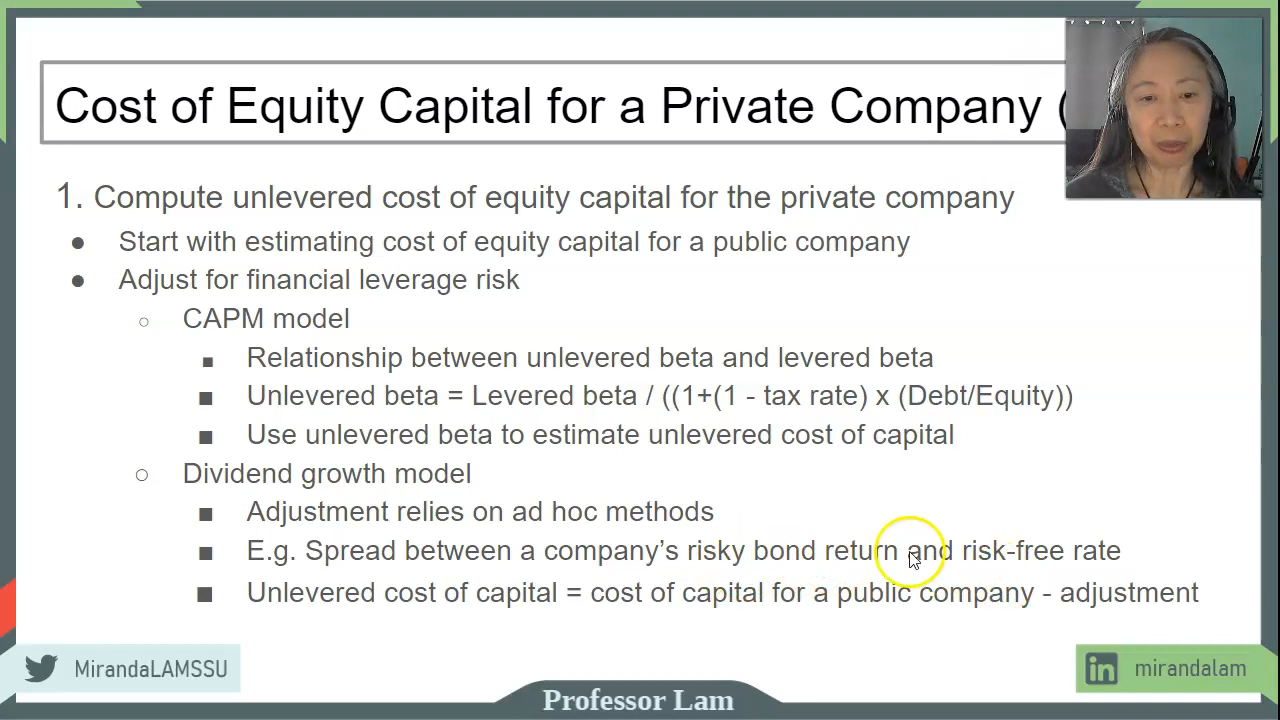 Cost of Equity Capital for a Private Company (
1. Compute unlevered cost of equity capital for the private company
● Start with estimating cost of equity capital for a public company
● Adjust for financial leverage risk
○ CAPM model
■ Relationship between unlevered beta and levered beta
■ Unlevered beta = Levered beta / ((1+(1 - tax rate) x (Debt/Equity))
■ Use unlevered beta to estimate unlevered cost of capital
○ Dividend growth model
■ Adjustment relies on ad hoc methods
■ E.g. Spread between a company’s risky bond return and risk-free rate
■ Unlevered cost of capital = cost of capital for a public company - adjustment
MirandaLAMSSU
in mirandalam
Professor Lam